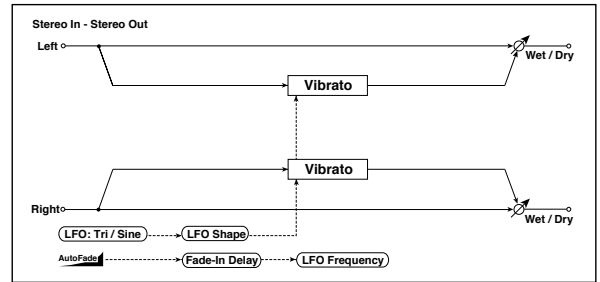 Stereo In - Stereo Out
Left
Wet / Dry
Vibrato
Vibrato
Right
Wet / Dry
LFO: Tri / Sine
LFO Shape
AutoFade
Fade-In Delay
LFO Frequency